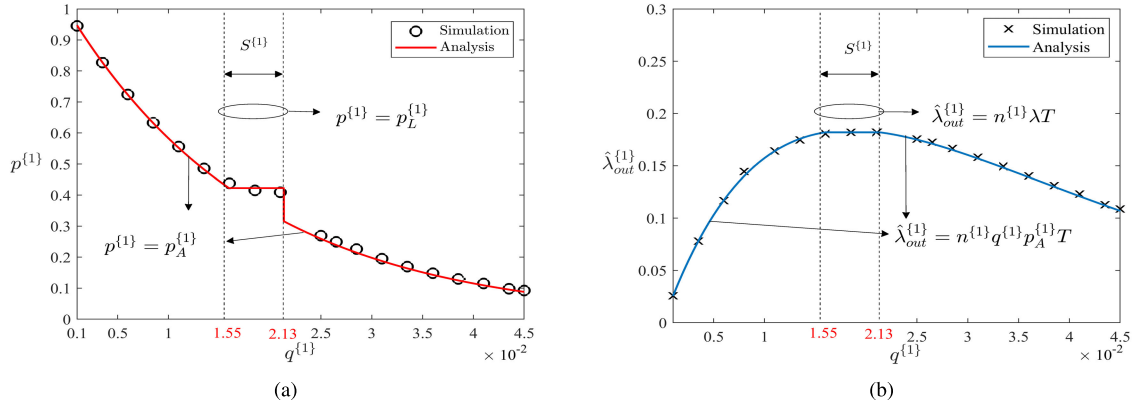 1
0.9
0.8
0.7
0.6
0.5
0.4
0.3
0.2
0.1
0
p^{1}
0.1
0.5
1
1.55
2.13
2.5
3
3.5
4
4.5
× 10^{-2}
q^{1}
S^{1}
Simulation
Analysis
p^{1} = p_L^{1}
p^{1} = p_A^{1}
(a)
0.3
0.25
0.2
0.15
0.1
0.05
0
λ̂_{out}^{1}
0.5
1
1.55
2.13
2.5
3
3.5
4
4.5
× 10^{-2}
q^{1}
S^{1}
Simulation
Analysis
λ̂_{out}^{1} = n^{1}λT
λ̂_{out}^{1} = n^{1}q^{1}p_A^{1}T
(b)